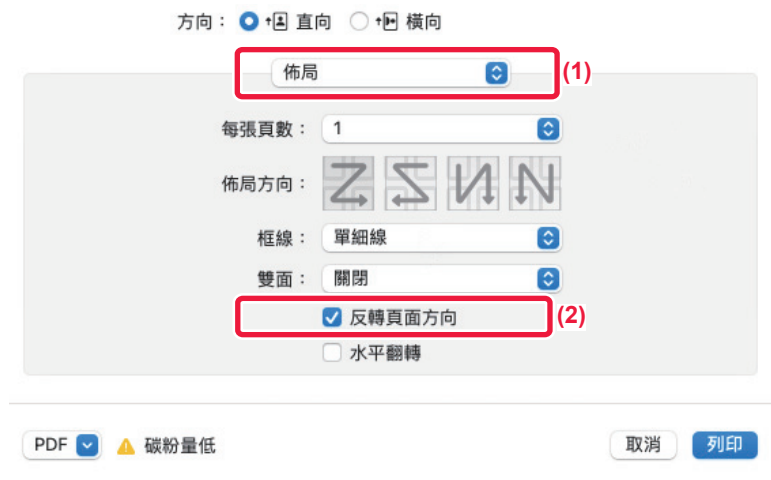 方向： 直向 橫向
佈局 (1)
每張頁數： 1
佈局方向：
框線： 單細線
雙面： 關閉
反轉頁面方向 (2)
水平翻轉
PDF 碳粉量低 取消 列印